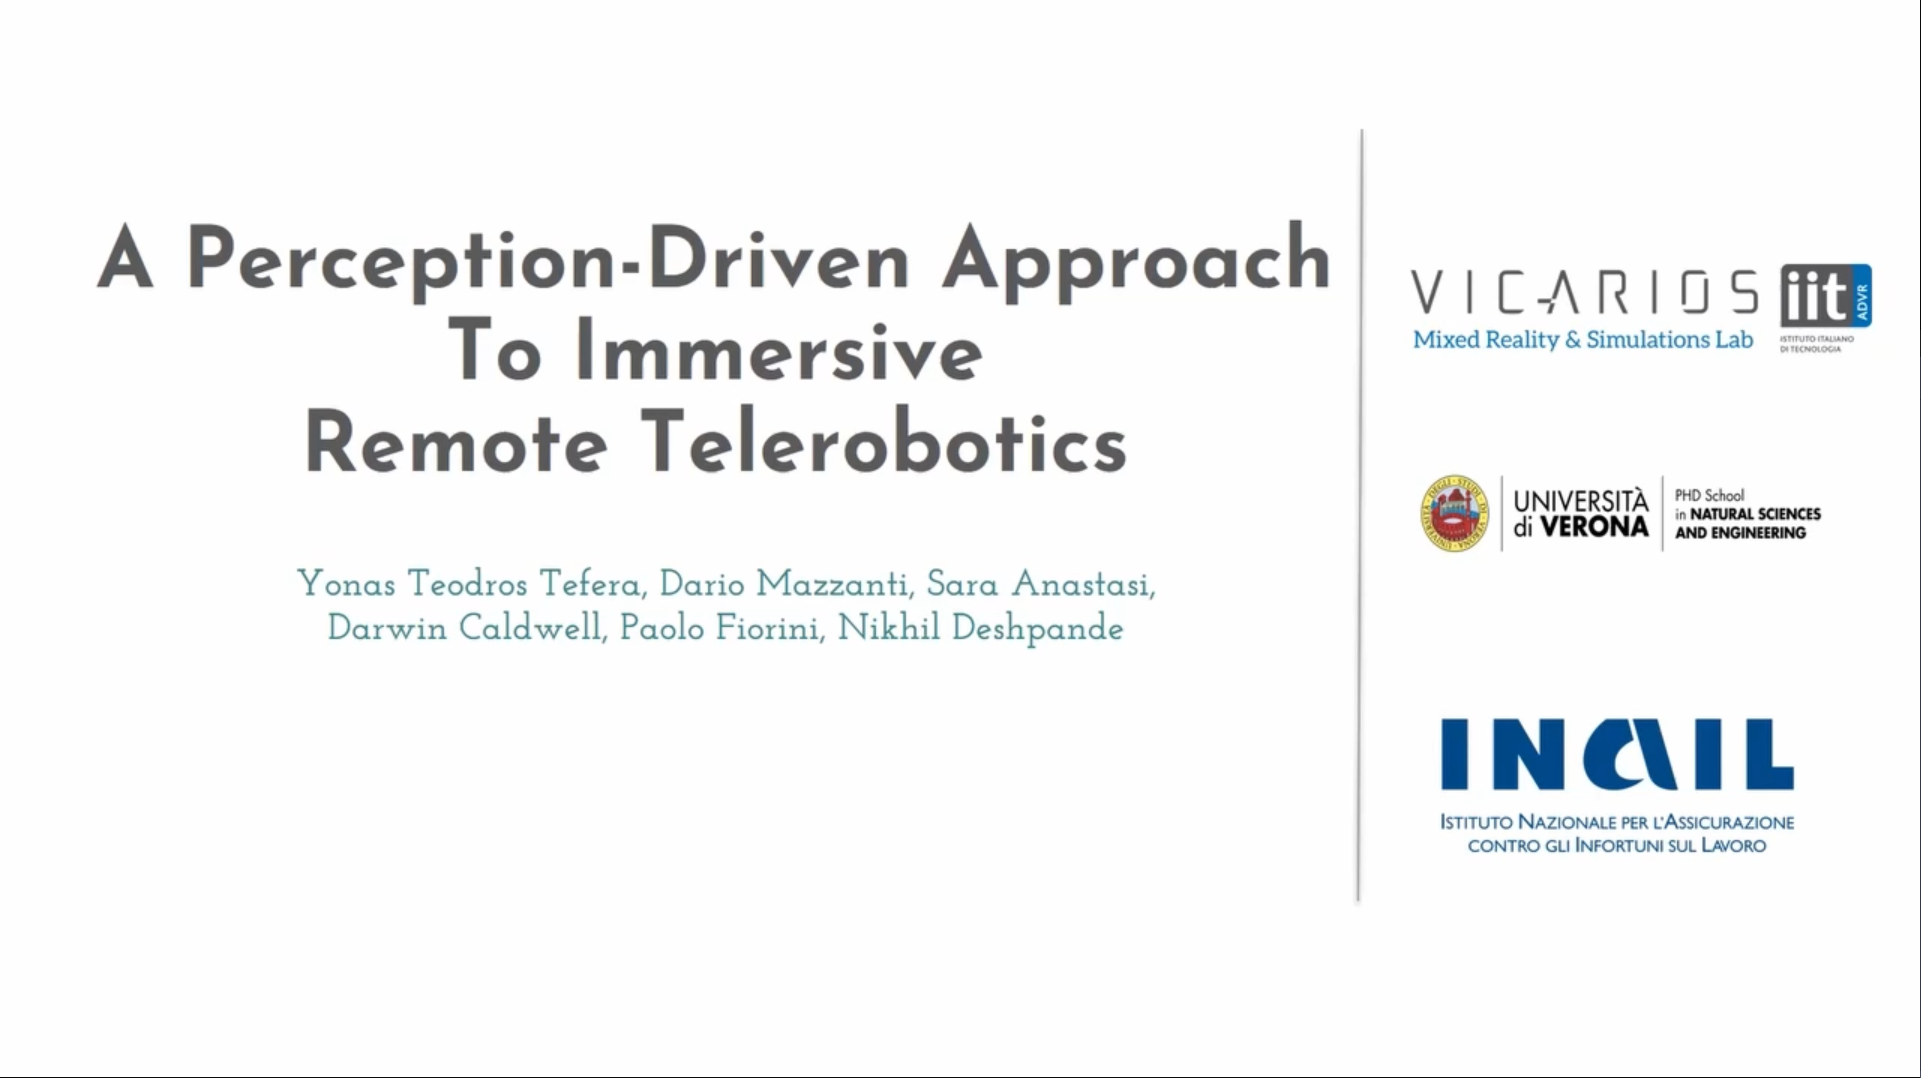 A Perception-Driven Approach
To Immersive
Remote Telerobotics
Yonas Teodros Tefera, Dario Mazzanti, Sara Anastasi,
Darwin Caldwell, Paolo Fiorini, Nikhil Deshpande
VICARIOS
Mixed Reality & Simulations Lab
iit
ADVR
ISTITUTO ITALIANO
DI TECNOLOGIA
UNIVERSITÀ
di VERONA
PHD School
in NATURAL SCIENCES
AND ENGINEERING
INAIL
ISTITUTO NAZIONALE PER L'ASSICURAZIONE
CONTRO GLI INFORTUNI SUL LAVORO